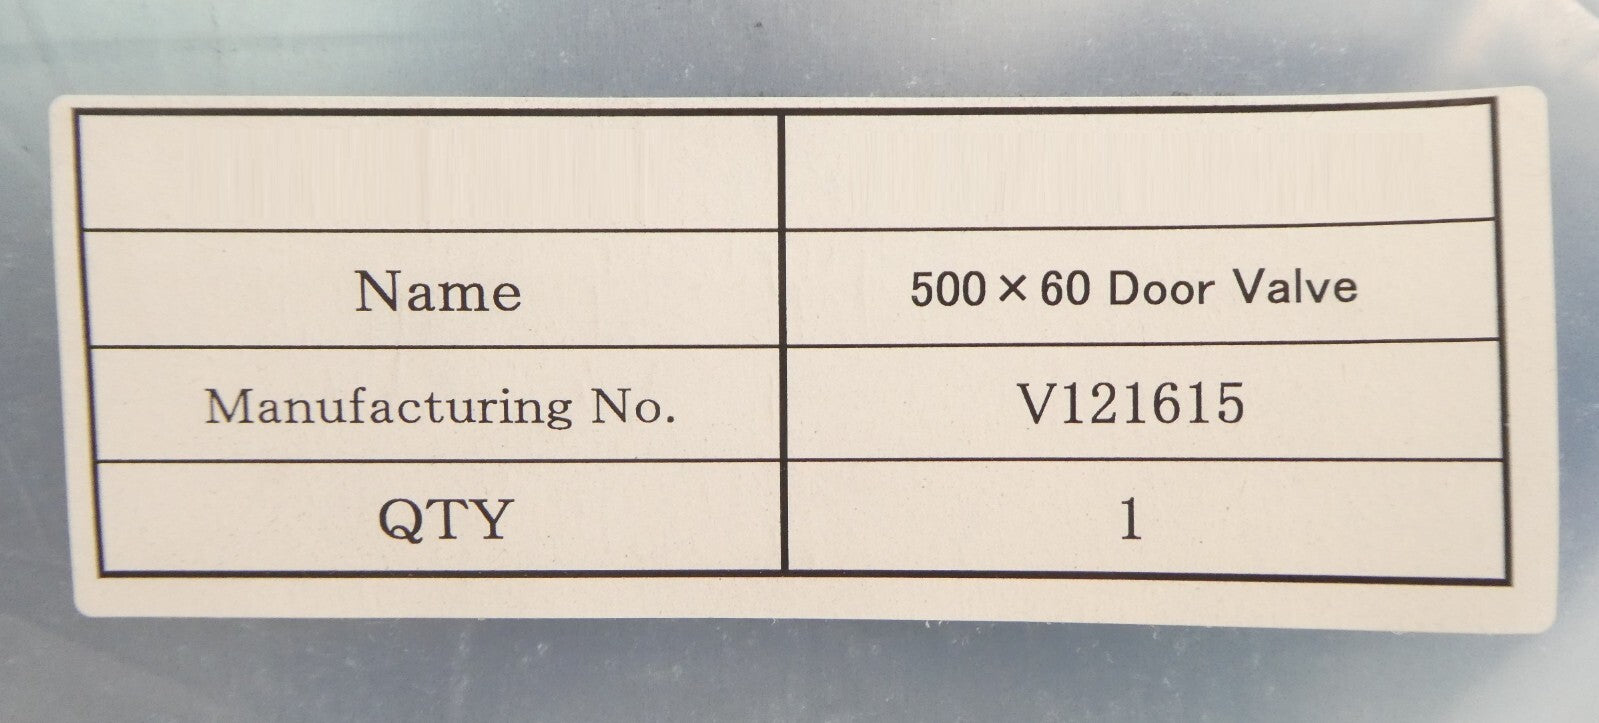 Name 500×60 Door Valve
Manufacturing No. V121615
QTY 1